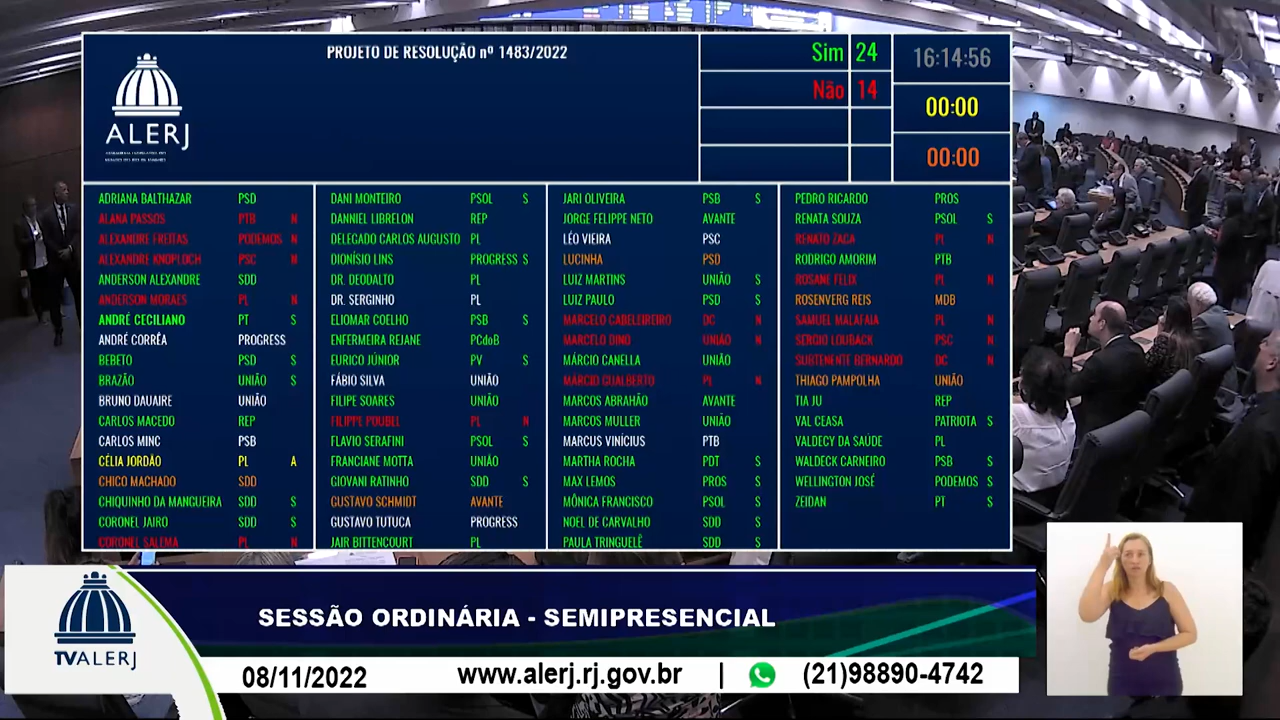 ALERJ
PROJETO DE RESOLUÇÃO nº 1483/2022
Sim 24
Não 14
16:14:56
00:00
00:00
ADRIANA BALTHAZAR PSD
ALANA PASSOS PTB N
ALEXANDRE FREITAS PODEMOS N
ALEXANDRE KNOPLOCH PSC N
ANDERSON ALEXANDRE SDD
ANDERSON MORAES PL N
ANDRÉ CECILIANO PT S
ANDRÉ CORRÊA PROGRESS
BEBETO PSD S
BRAZÃO UNIÃO S
BRUNO DAUAIRE UNIÃO
CARLOS MACEDO REP
CARLOS MINC PSB
CÉLIA JORDÃO PL A
CHICO MACHADO SDD
CHIQUINHO DA MANGUEIRA SDD S
CORONEL JAIRO SDD S
CORONEL SALEMA PL N
DANI MONTEIRO PSOL S
DANNIEL LIBRELON REP
DELEGADO CARLOS AUGUSTO PL
DIONÍSIO LINS PROGRESS S
DR. DEODALTO PL
DR. SERGINHO PL
ELIOMAR COELHO PSB S
ENFERMEIRA REJANE PCdoB
EURICO JÚNIOR PV S
FÁBIO SILVA UNIÃO
FILIPE SOARES UNIÃO
FILIPPE POUBEL PL N
FLAVIO SERAFINI PSOL S
FRANCIANE MOTTA UNIÃO
GIOVANI RATINHO SDD S
GUSTAVO SCHMIDT AVANTE
GUSTAVO TUTUCA PROGRESS
JAIR BITTENCOURT PL
JARI OLIVEIRA PSB S
JORGE FELIPPE NETO AVANTE
LÉO VIEIRA PSC
LUCINHA PSD
LUIZ MARTINS UNIÃO S
LUIZ PAULO PSD S
MARCELO CABELEIREIRO DC N
MARCELO DINO UNIÃO N
MÁRCIO CANELLA UNIÃO
MÁRCIO GUALBERTO PL N
MARCOS ABRAHÃO AVANTE
MARCOS MULLER UNIÃO
MARCUS VINÍCIUS PTB
MARTHA ROCHA PDT S
MAX LEMOS PROS S
MÔNICA FRANCISCO PSOL S
NOEL DE CARVALHO SDD S
PAULA TRINGUELÊ SDD S
PEDRO RICARDO PROS
RENATA SOUZA PSOL S
RENATO ZACA PL N
RODRIGO AMORIM PTB
ROSANE FELIX PL N
ROSENVERG REIS MDB
SAMUEL MALAFAIA PL N
SERGIO LOUBACK PSC N
SUBTENENTE BERNARDO DC N
THIAGO PAMPOLHA UNIÃO
TIA JU REP
VAL CEASA PATRIOTA S
VALDECY DA SAÚDE PL
WALDECK CARNEIRO PSB S
WELLINGTON JOSÉ PODEMOS S
ZEIDAN PT S
TVALERJ
SESSÃO ORDINÁRIA - SEMIPRESENCIAL
08/11/2022 www.alerj.rj.gov.br | (21)98890-4742